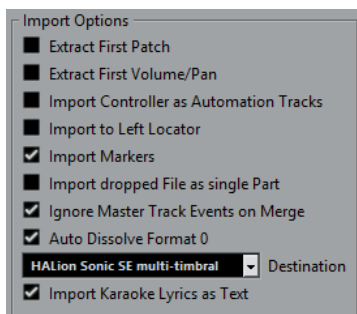 Import Options
Extract First Patch
Extract First Volume/Pan
Import Controller as Automation Tracks
Import to Left Locator
Import Markers
Import dropped File as single Part
Ignore Master Track Events on Merge
Auto Dissolve Format 0
HALion Sonic SE multi-timbral Destination
Import Karaoke Lyrics as Text